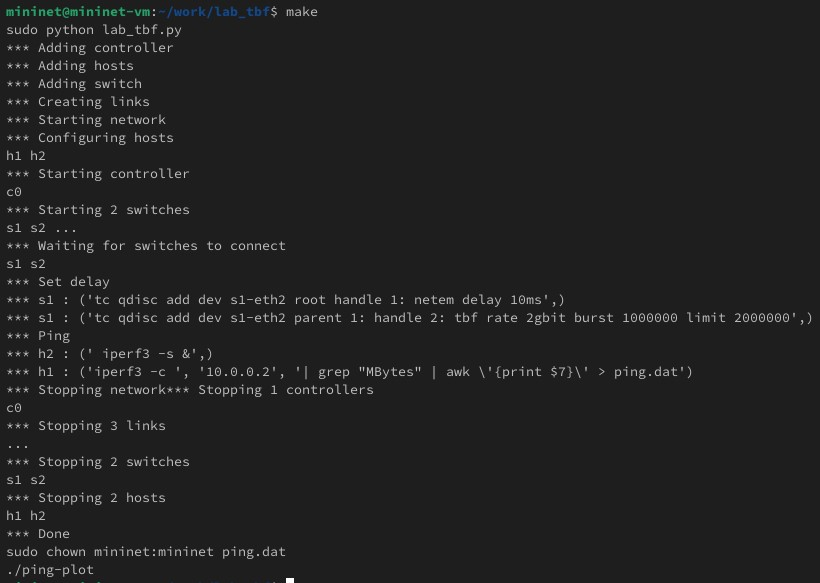 mininet@mininet-vm:~/work/lab_tbf$ make
sudo python lab_tbf.py
*** Adding controller
*** Adding hosts
*** Adding switch
*** Creating links
*** Starting network
*** Configuring hosts
h1 h2
*** Starting controller
c0
*** Starting 2 switches
s1 s2 ...
*** Waiting for switches to connect
s1 s2
*** Set delay
*** s1 : ('tc qdisc add dev s1-eth2 root handle 1: netem delay 10ms',)
*** s1 : ('tc qdisc add dev s1-eth2 parent 1: handle 2: tbf rate 2gbit burst 1000000 limit 2000000',)
*** Ping
*** h2 : (' iperf3 -s &',)
*** h1 : ('iperf3 -c ', '10.0.0.2', '| grep "MBytes" | awk \'{print $7}\' > ping.dat')
*** Stopping network*** Stopping 1 controllers
c0
*** Stopping 3 links
...
*** Stopping 2 switches
s1 s2
*** Stopping 2 hosts
h1 h2
*** Done
sudo chown mininet:mininet ping.dat
./ping-plot